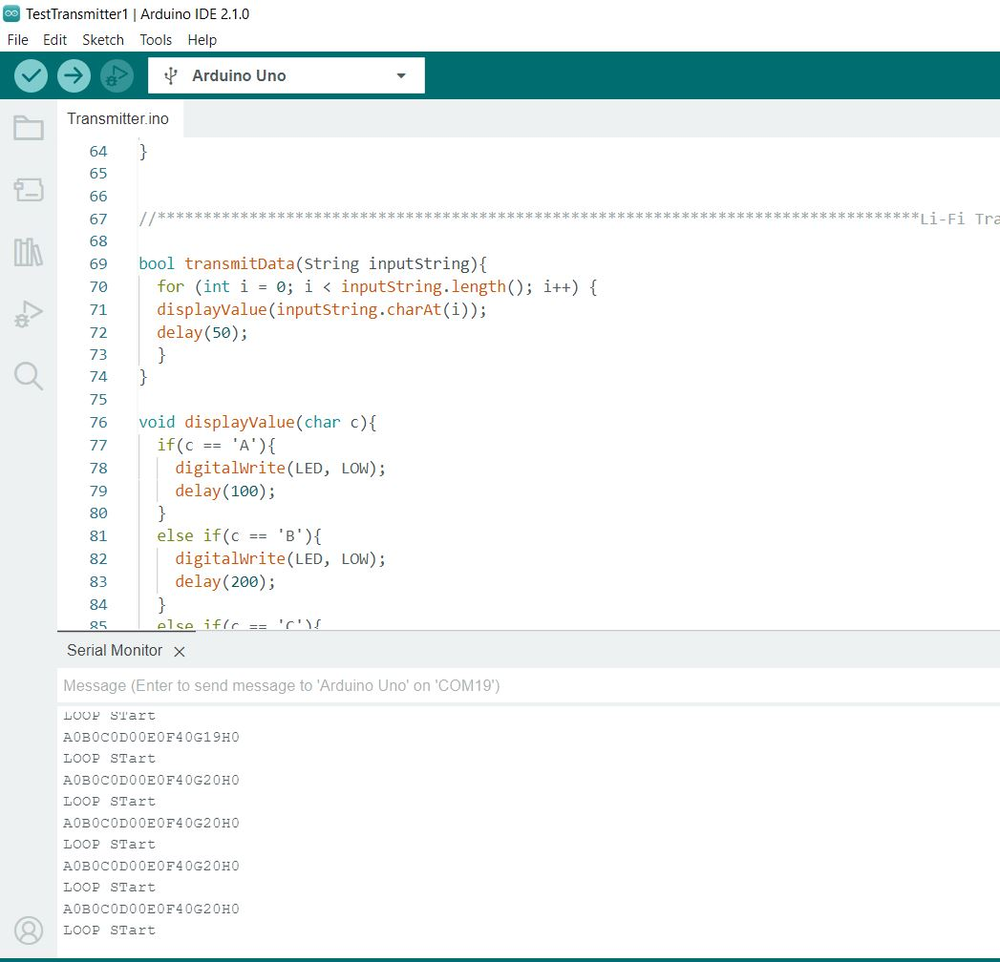 TestTransmitter1 | Arduino IDE 2.1.0
File Edit Sketch Tools Help
Arduino Uno
Transmitter.ino
64 }
65
66
67 //***********************************************************************************Li-Fi Tra
68
69 bool transmitData(String inputString){
70 for (int i = 0; i < inputString.length(); i++) {
71 displayValue(inputString.charAt(i));
72 delay(50);
73 }
74 }
75
76 void displayValue(char c){
77 if(c == 'A'){
78 digitalWrite(LED, LOW);
79 delay(100);
80 }
81 else if(c == 'B'){
82 digitalWrite(LED, LOW);
83 delay(200);
84 }
85 else if(c == 'C'){
Serial Monitor
Message (Enter to send message to 'Arduino Uno' on 'COM19')
LOOP STart
A0B0C0D00E0F40G19H0
LOOP STart
A0B0C0D00E0F40G20H0
LOOP STart
A0B0C0D00E0F40G20H0
LOOP STart
A0B0C0D00E0F40G20H0
LOOP STart
A0B0C0D00E0F40G20H0
LOOP STart